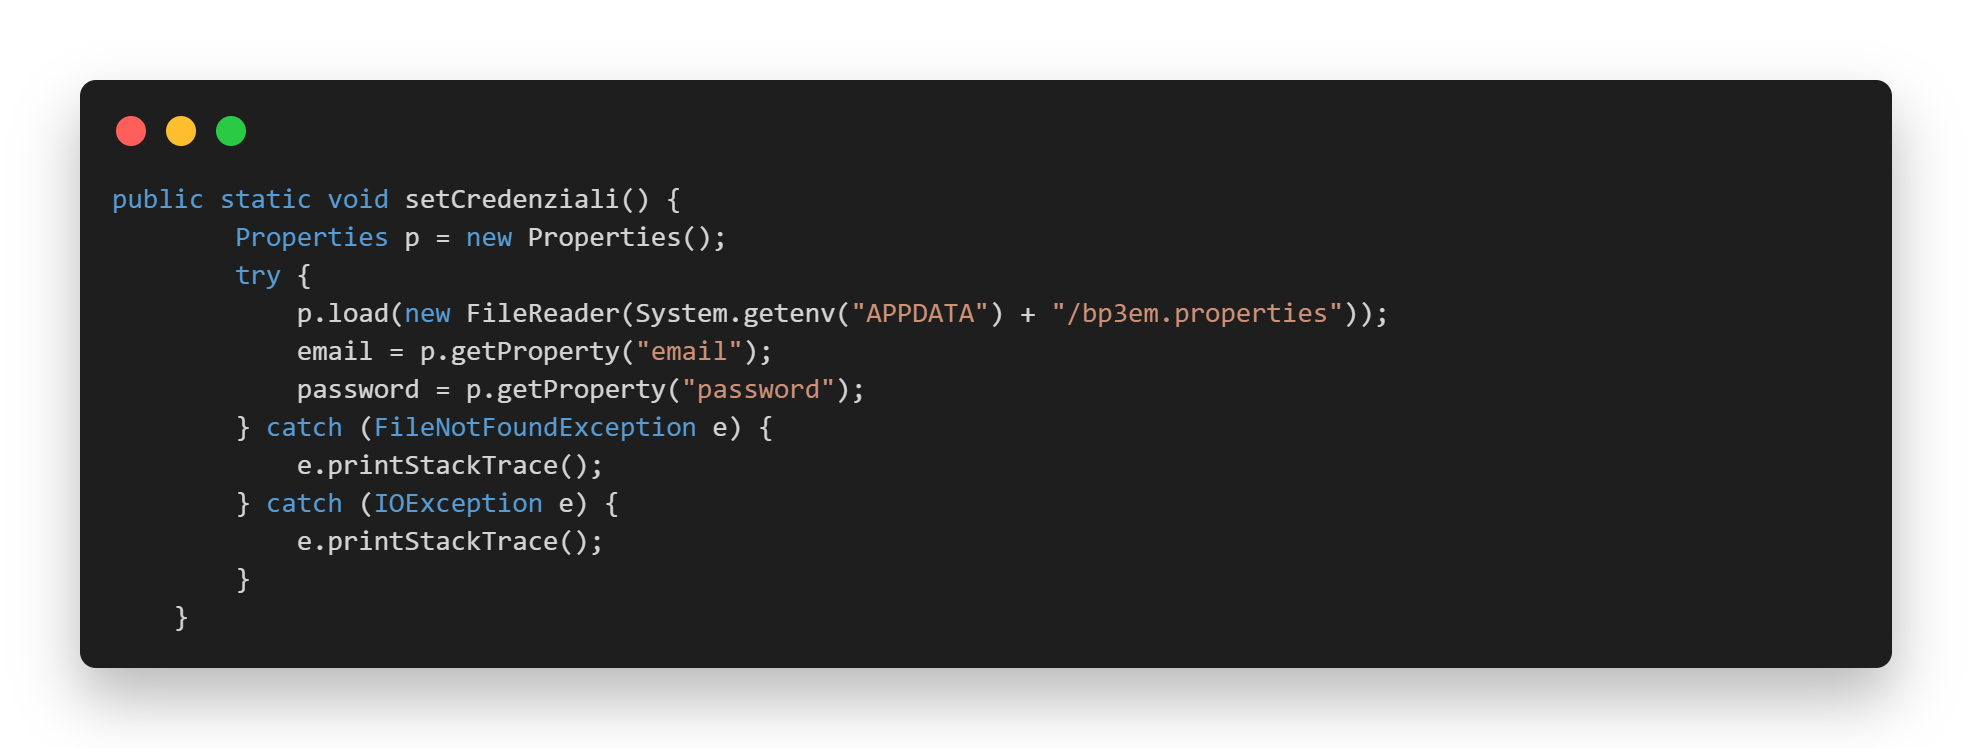 public static void setCredenziali() {
        Properties p = new Properties();
        try {
            p.load(new FileReader(System.getenv("APPDATA") + "/bp3em.properties"));
            email = p.getProperty("email");
            password = p.getProperty("password");
        } catch (FileNotFoundException e) {
            e.printStackTrace();
        } catch (IOException e) {
            e.printStackTrace();
        }
    }